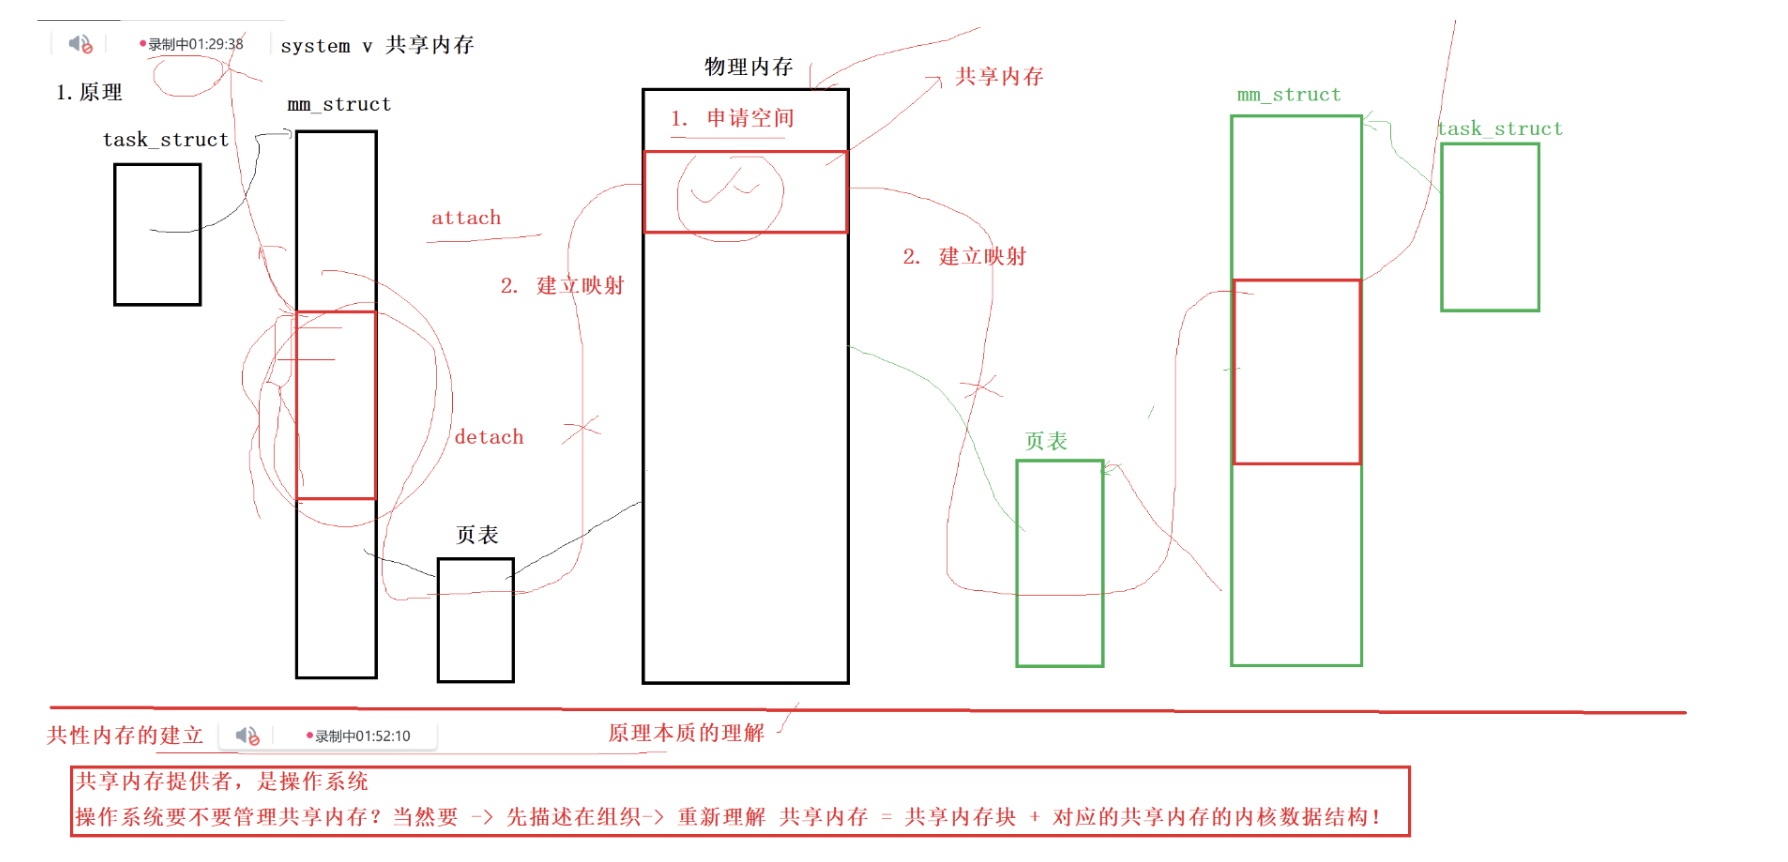 录制中01:29:38
system v 共享内存
1.原理
物理内存
共享内存
mm_struct
mm_struct
task_struct
task_struct
1. 申请空间
attach
2. 建立映射
2. 建立映射
detach
页表
页表
共性内存的建立
录制中01:52:10
原理本质的理解
共享内存提供者，是操作系统
操作系统要不要管理共享内存？当然要 -> 先描述在组织-> 重新理解 共享内存 = 共享内存块 + 对应的共享内存的内核数据结构！